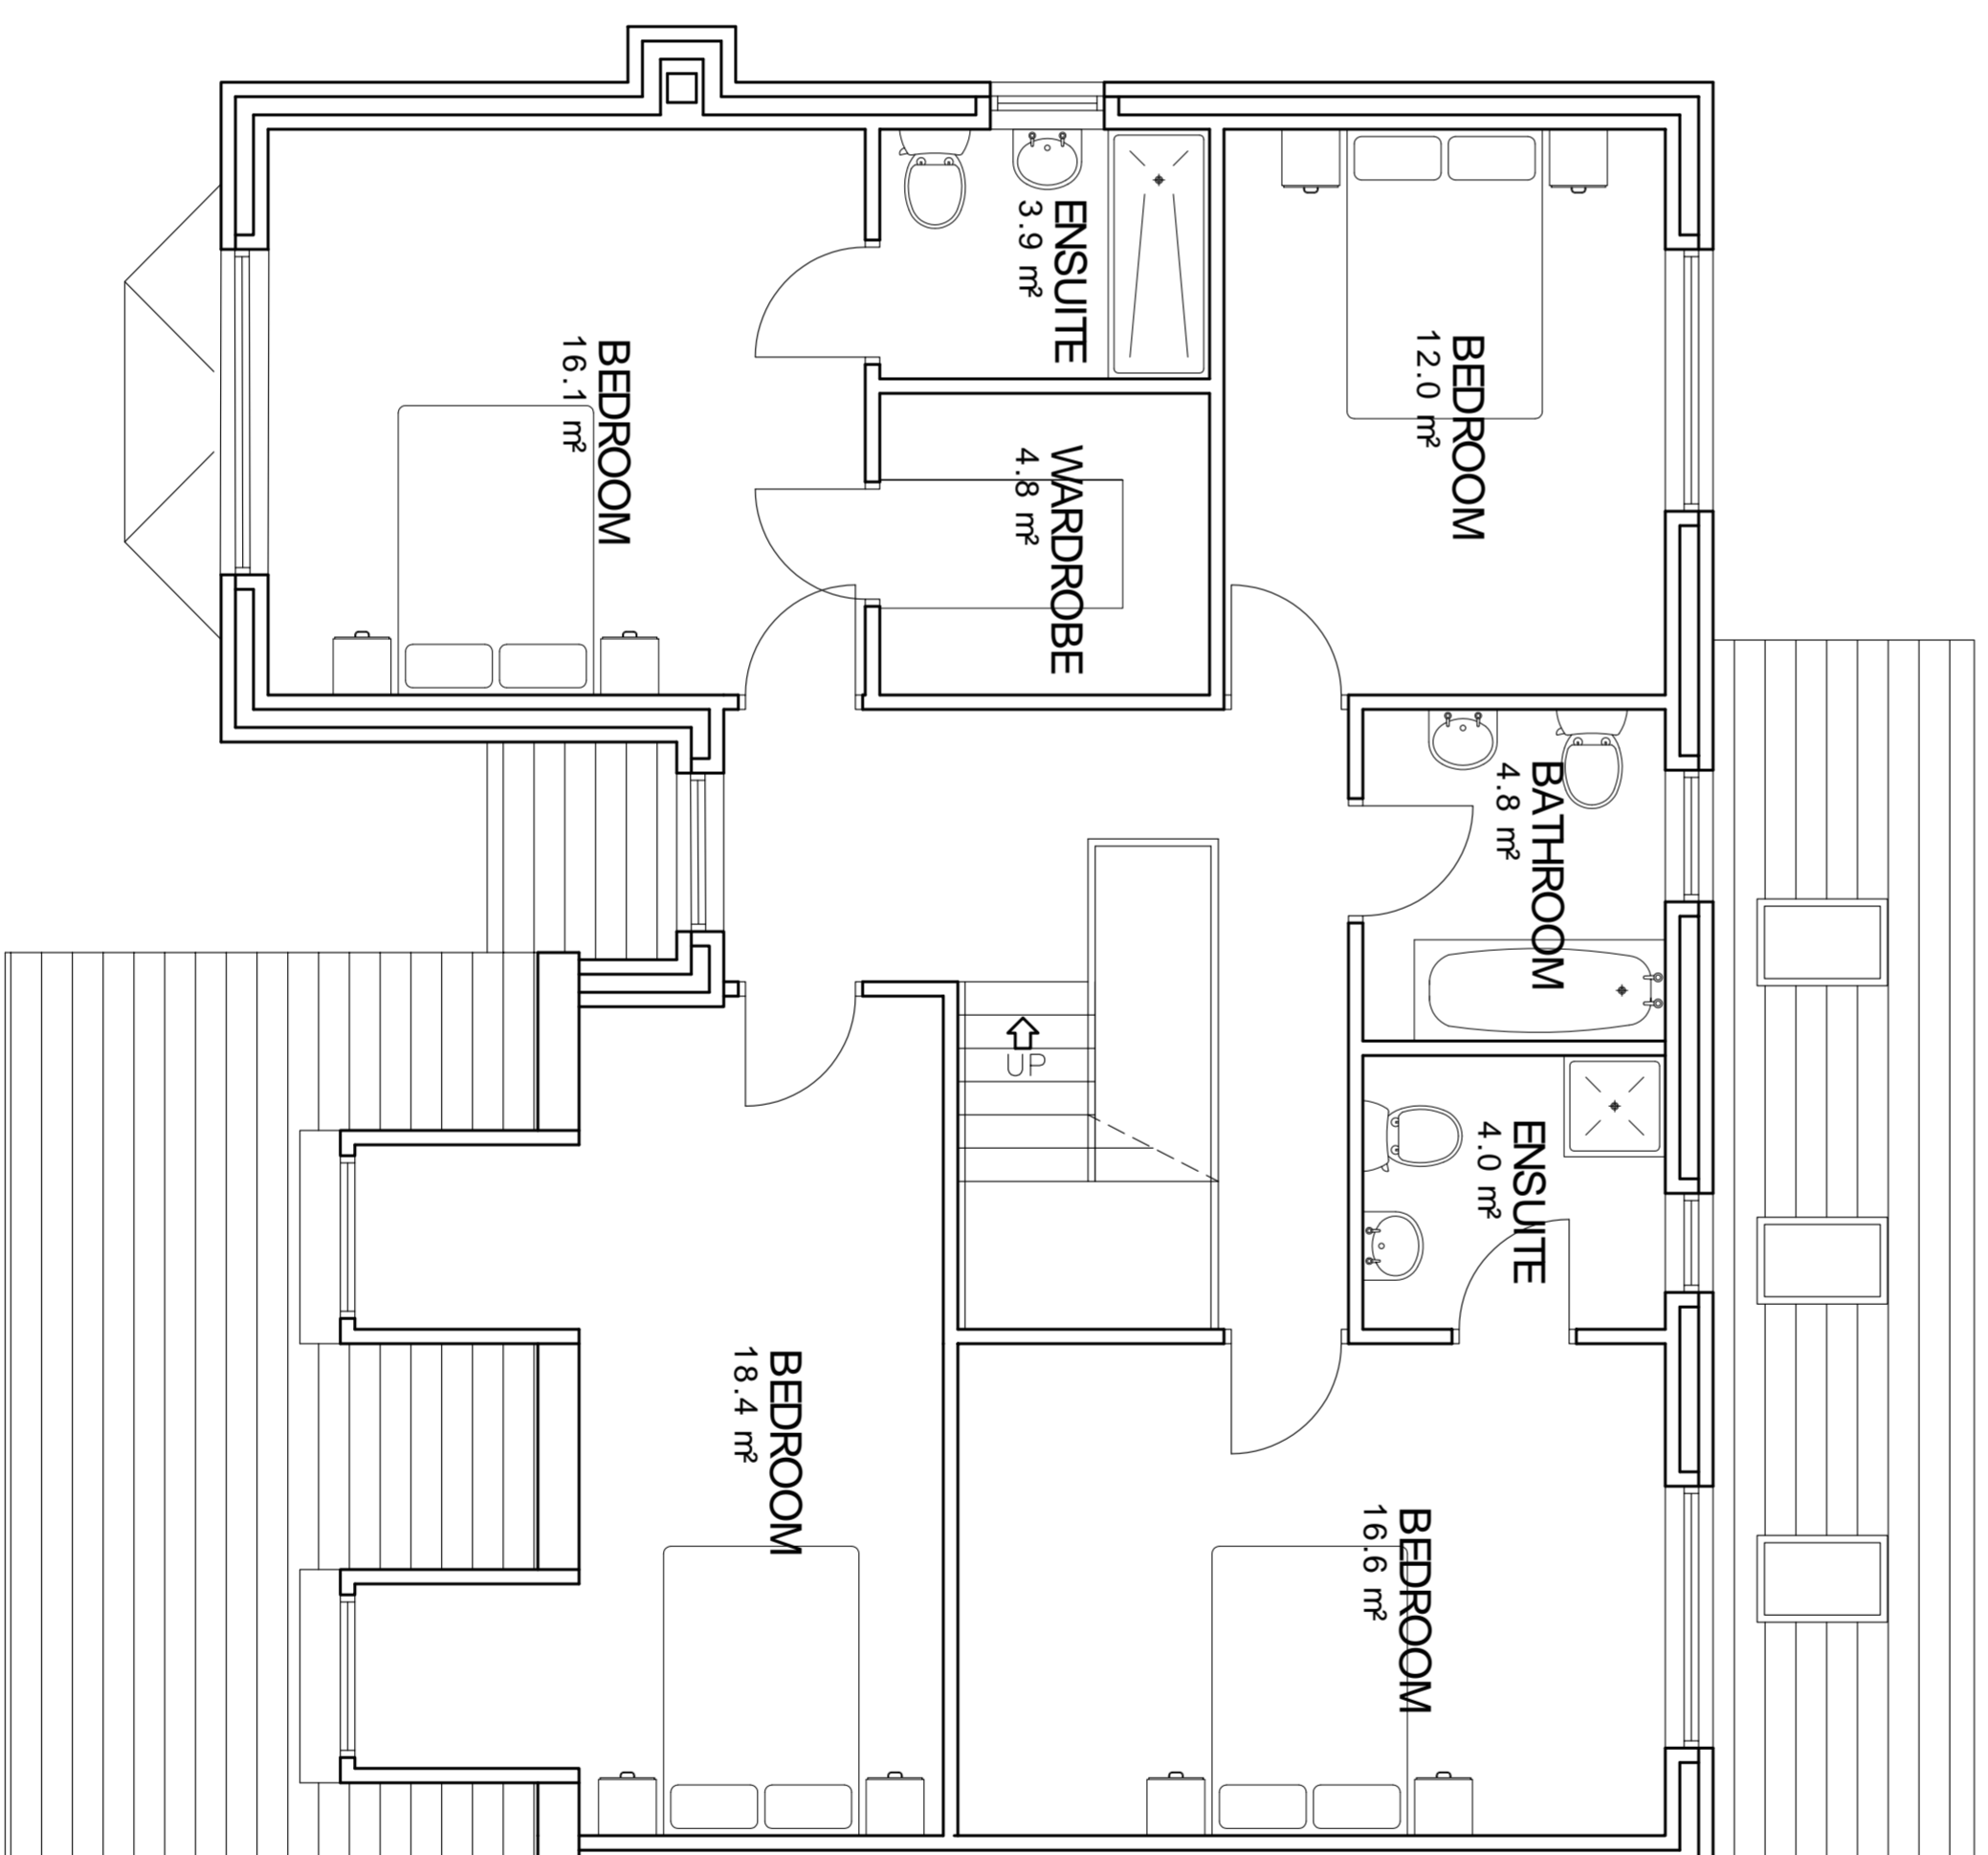 ENSUITE
3.9 m²
BEDROOM
12.0 m²
BEDROOM
16.1 m²
WARDROBE
4.8 m²
BATHROOM
4.8 m²
UP
ENSUITE
4.0 m²
BEDROOM
18.4 m²
BEDROOM
16.6 m²